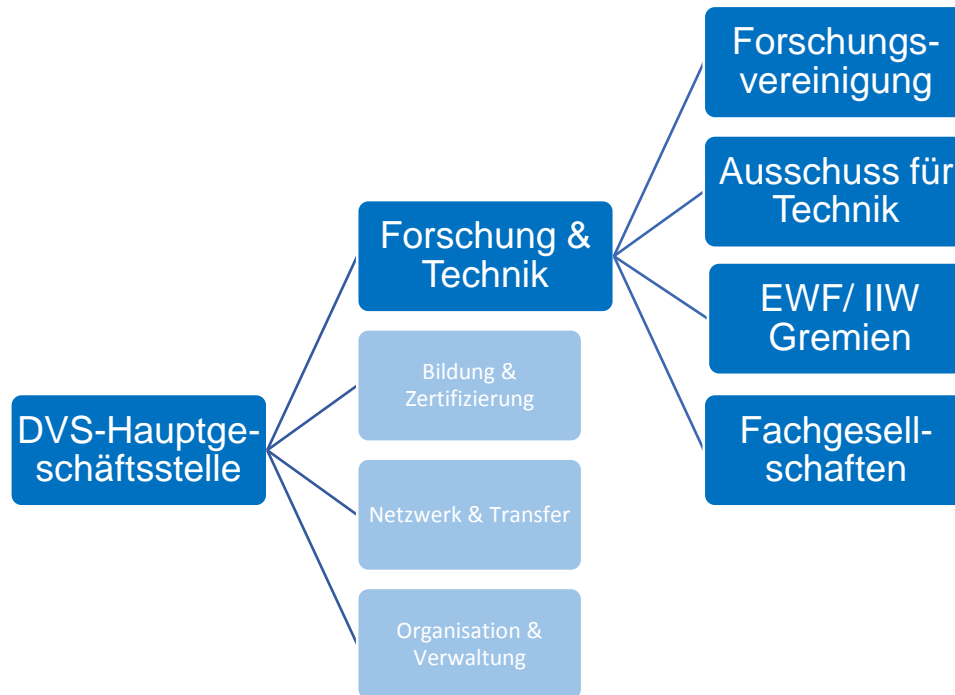 DVS-Hauptge-
schäftsstelle
Forschung &
Technik
Bildung &
Zertifizierung
Netzwerk & Transfer
Organisation &
Verwaltung
Forschungs-
vereinigung
Ausschuss für
Technik
EWF/ IIW
Gremien
Fachgesell-
schaften